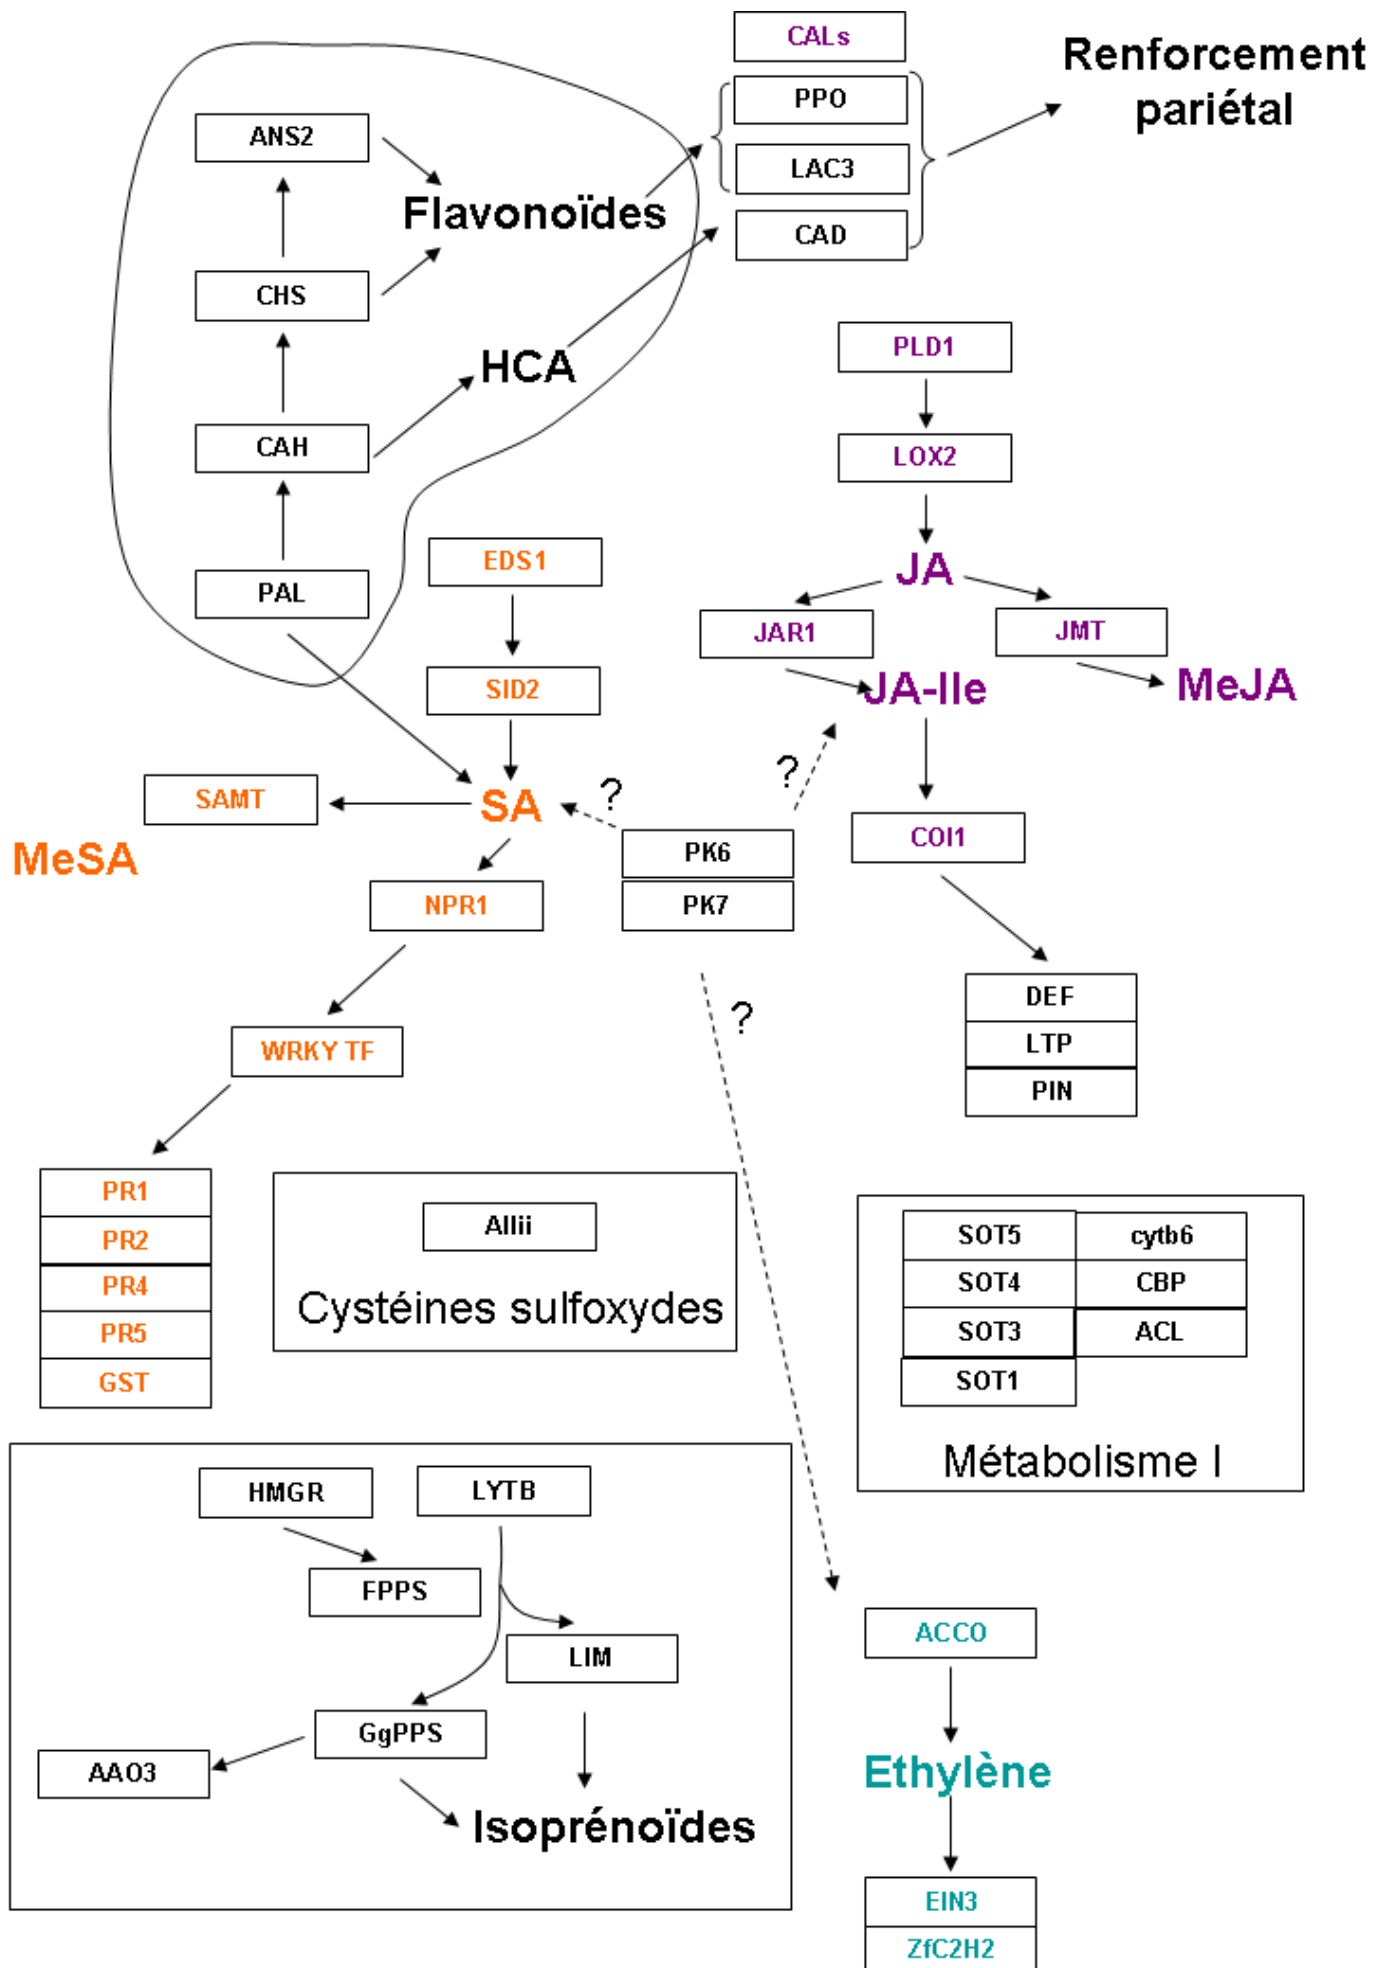 CALs
Renforcement
pariétal
PPO
ANS2
LAC3
Flavonoïdes
CAD
CHS
PLD1
HCA
CAH
LOX2
EDS1
JA
PAL
JAR1
JMT
SID2
JA-Ile
MeJA
?
?
SAMT
SA
COI1
MeSA
PK6
PK7
NPR1
?
DEF
LTP
PIN
WRKY TF
PR1
PR2
PR4
PR5
GST
Allii
Cystéines sulfoxydes
SOT5
cytb6
SOT4
CBP
SOT3
ACL
SOT1
Métabolisme I
HMGR
LYTB
FPPS
LIM
GgPPS
AAO3
Isoprénoïdes
ACCO
Ethylène
EIN3
ZfC2H2